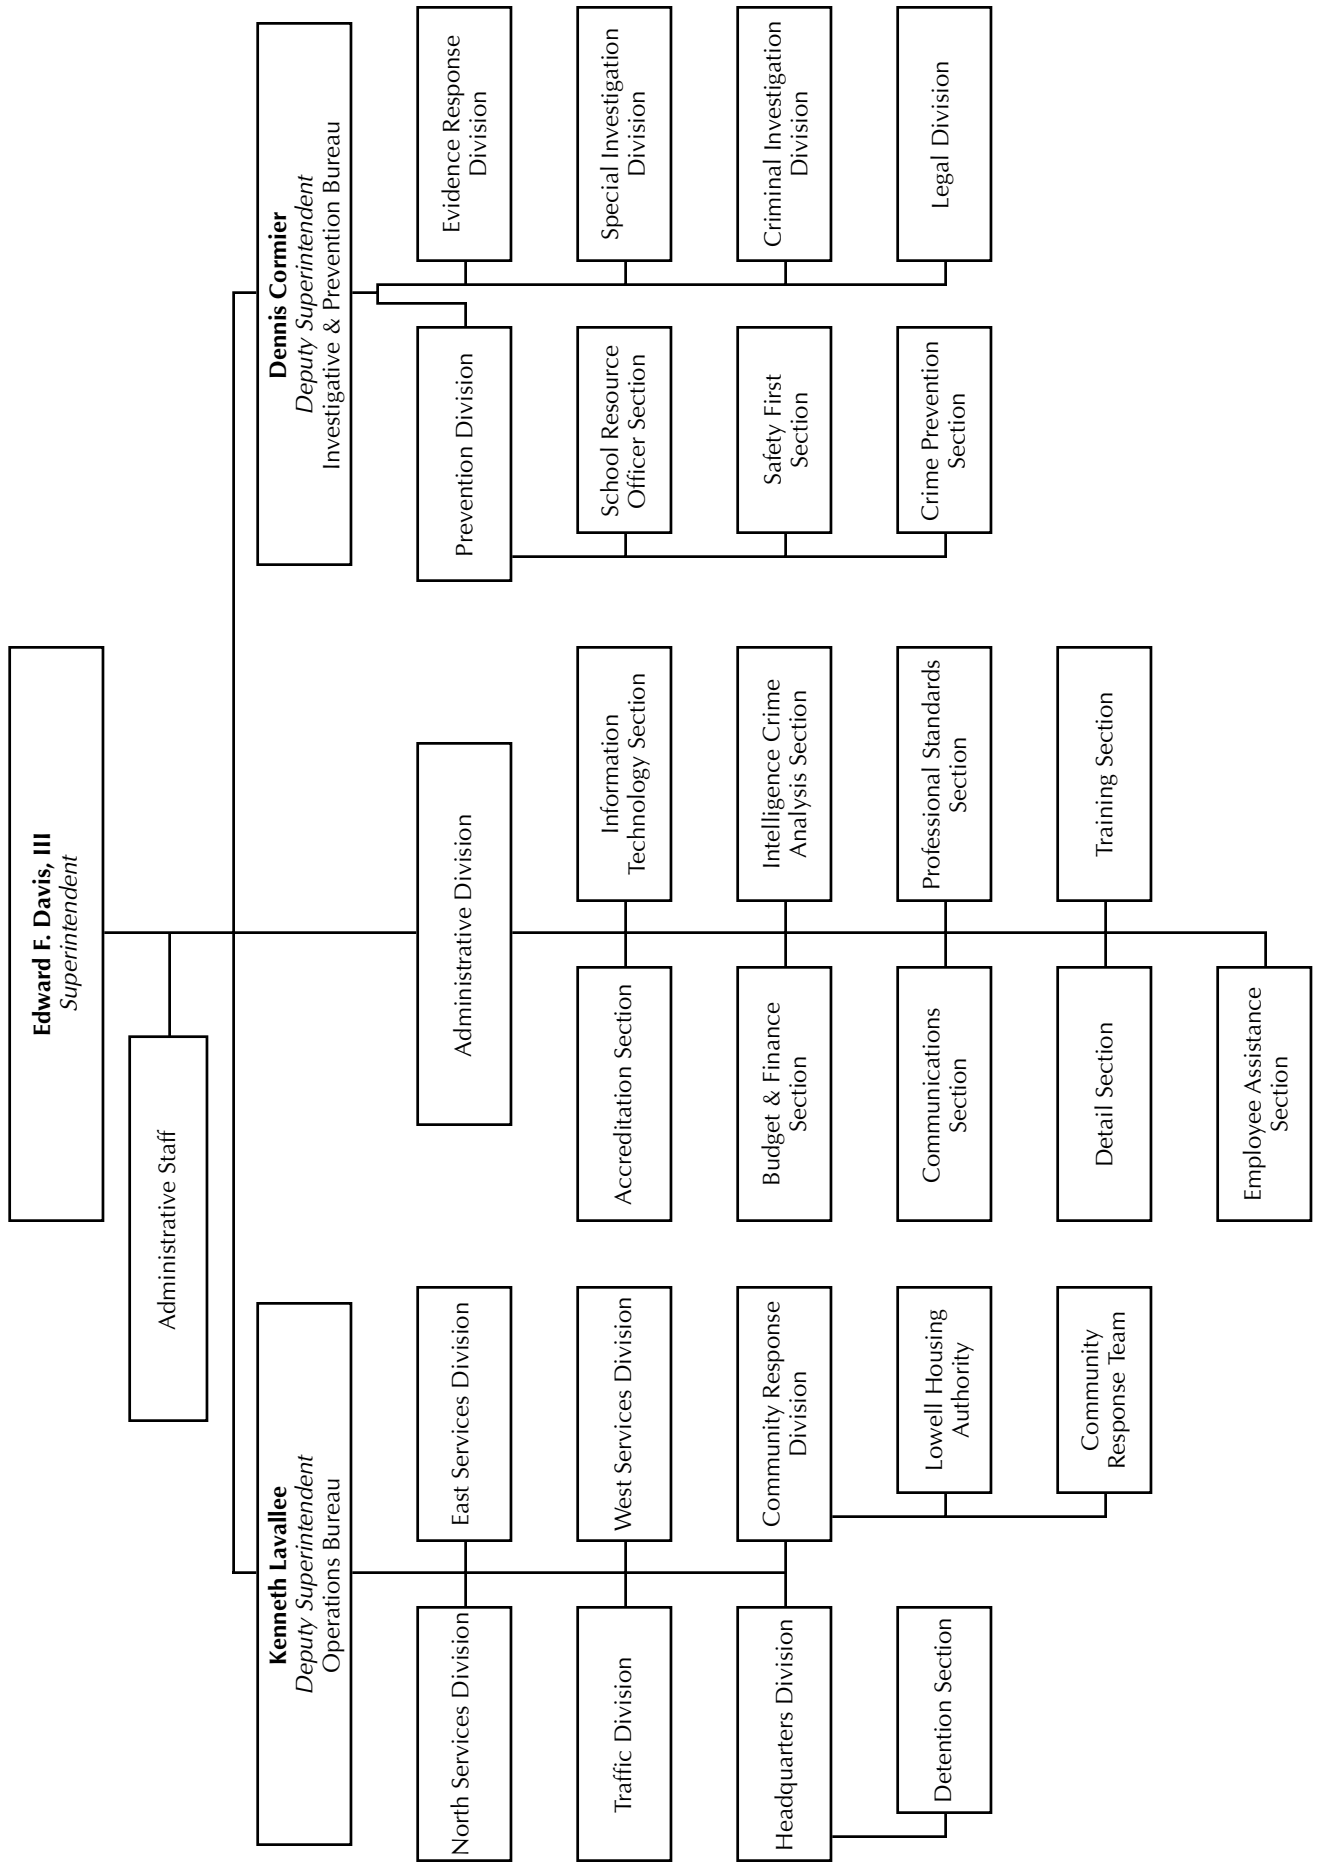 Edward F. Davis, III
Superintendent
Administrative Staff
Kenneth Lavallee
Deputy Superintendent
Operations Bureau
North Services Division
East Services Division
Traffic Division
West Services Division
Headquarters Division
Community Response
Division
Detention Section
Lowell Housing
Authority
Community
Response Team
Administrative Division
Accreditation Section
Information
Technology Section
Budget & Finance
Section
Intelligence Crime
Analysis Section
Communications
Section
Professional Standards
Section
Detail Section
Training Section
Employee Assistance
Section
Dennis Cormier
Deputy Superintendent
Investigative & Prevention Bureau
Prevention Division
School Resource
Officer Section
Safety First
Section
Crime Prevention
Section
Evidence Response
Division
Special Investigation
Division
Criminal Investigation
Division
Legal Division